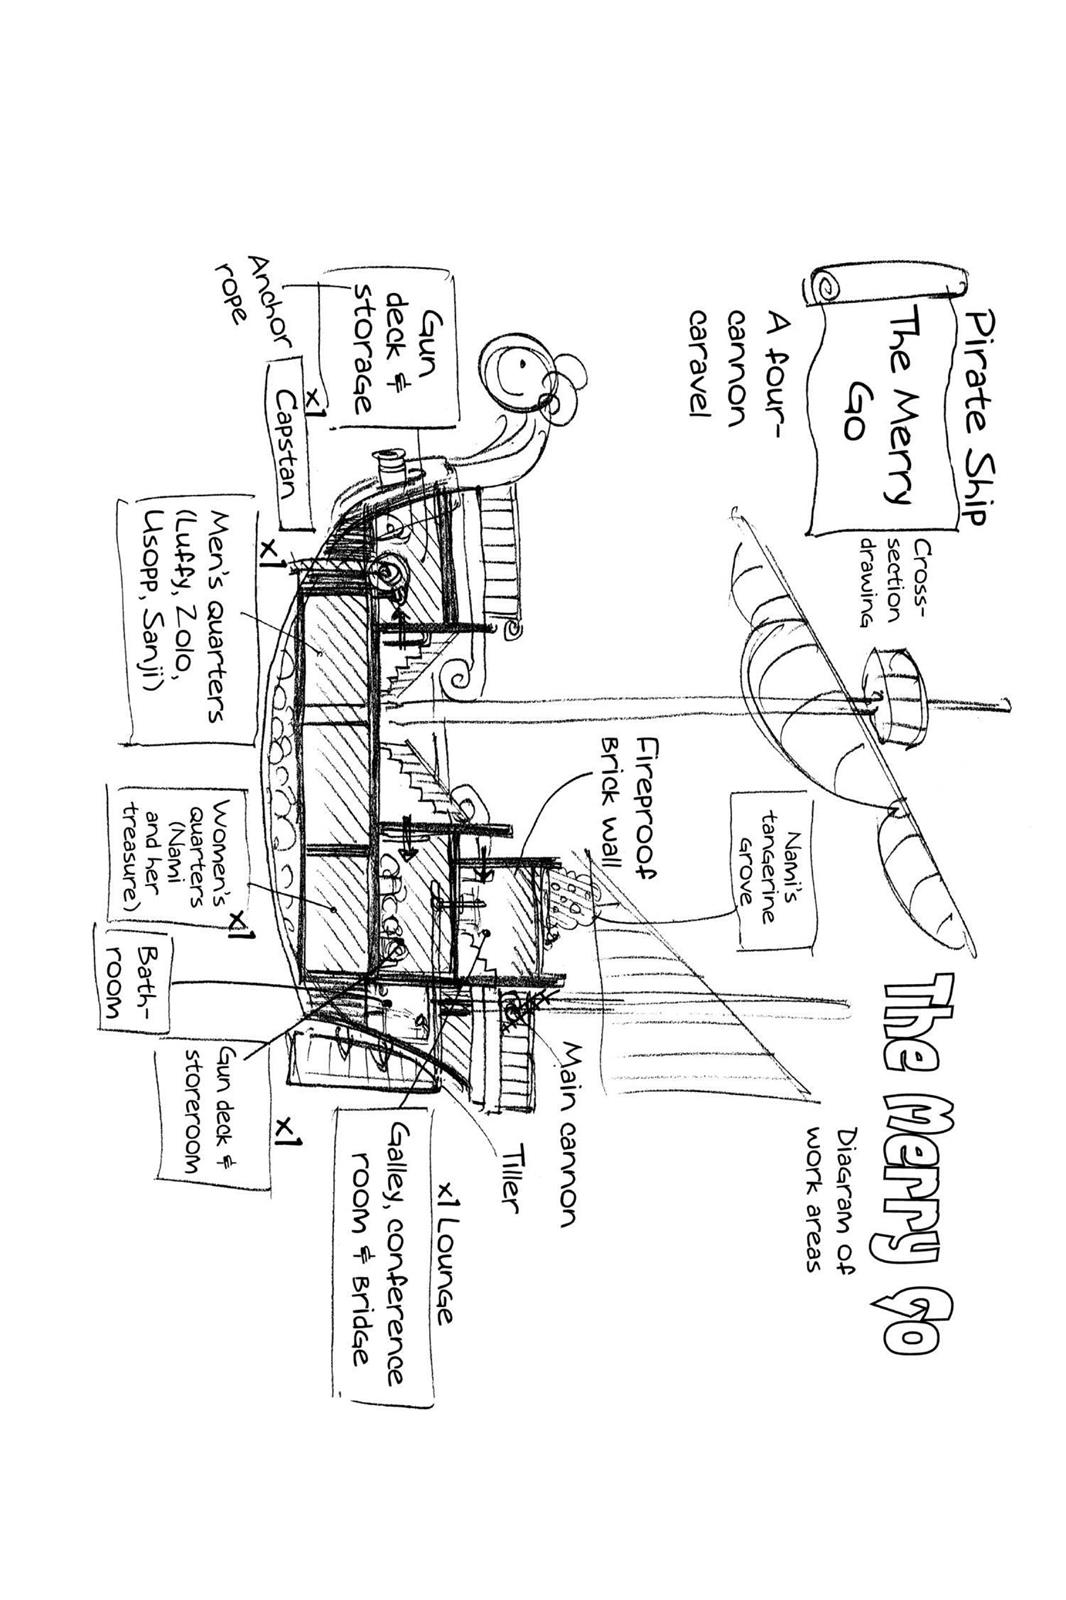 Pirate Ship
The Merry
Go
Cross-
section
drawing
A four-
cannon
caravel
The Merry Go
Diagram of
work areas
Nami's
tangerine
grove
Fireproof
Brick wall
Gun
deck &
storage
x1
Anchor
rope
Capstan
x1
Men's quarters
(Luffy, Zolo,
Usopp, Sanji)
Women's
quarters
(Nami
and her
treasure)
x1
Bath-
room
Gun deck &
storeroom
x1
Main cannon
Tiller
x1 Lounge
Galley, conference
room & Bridge